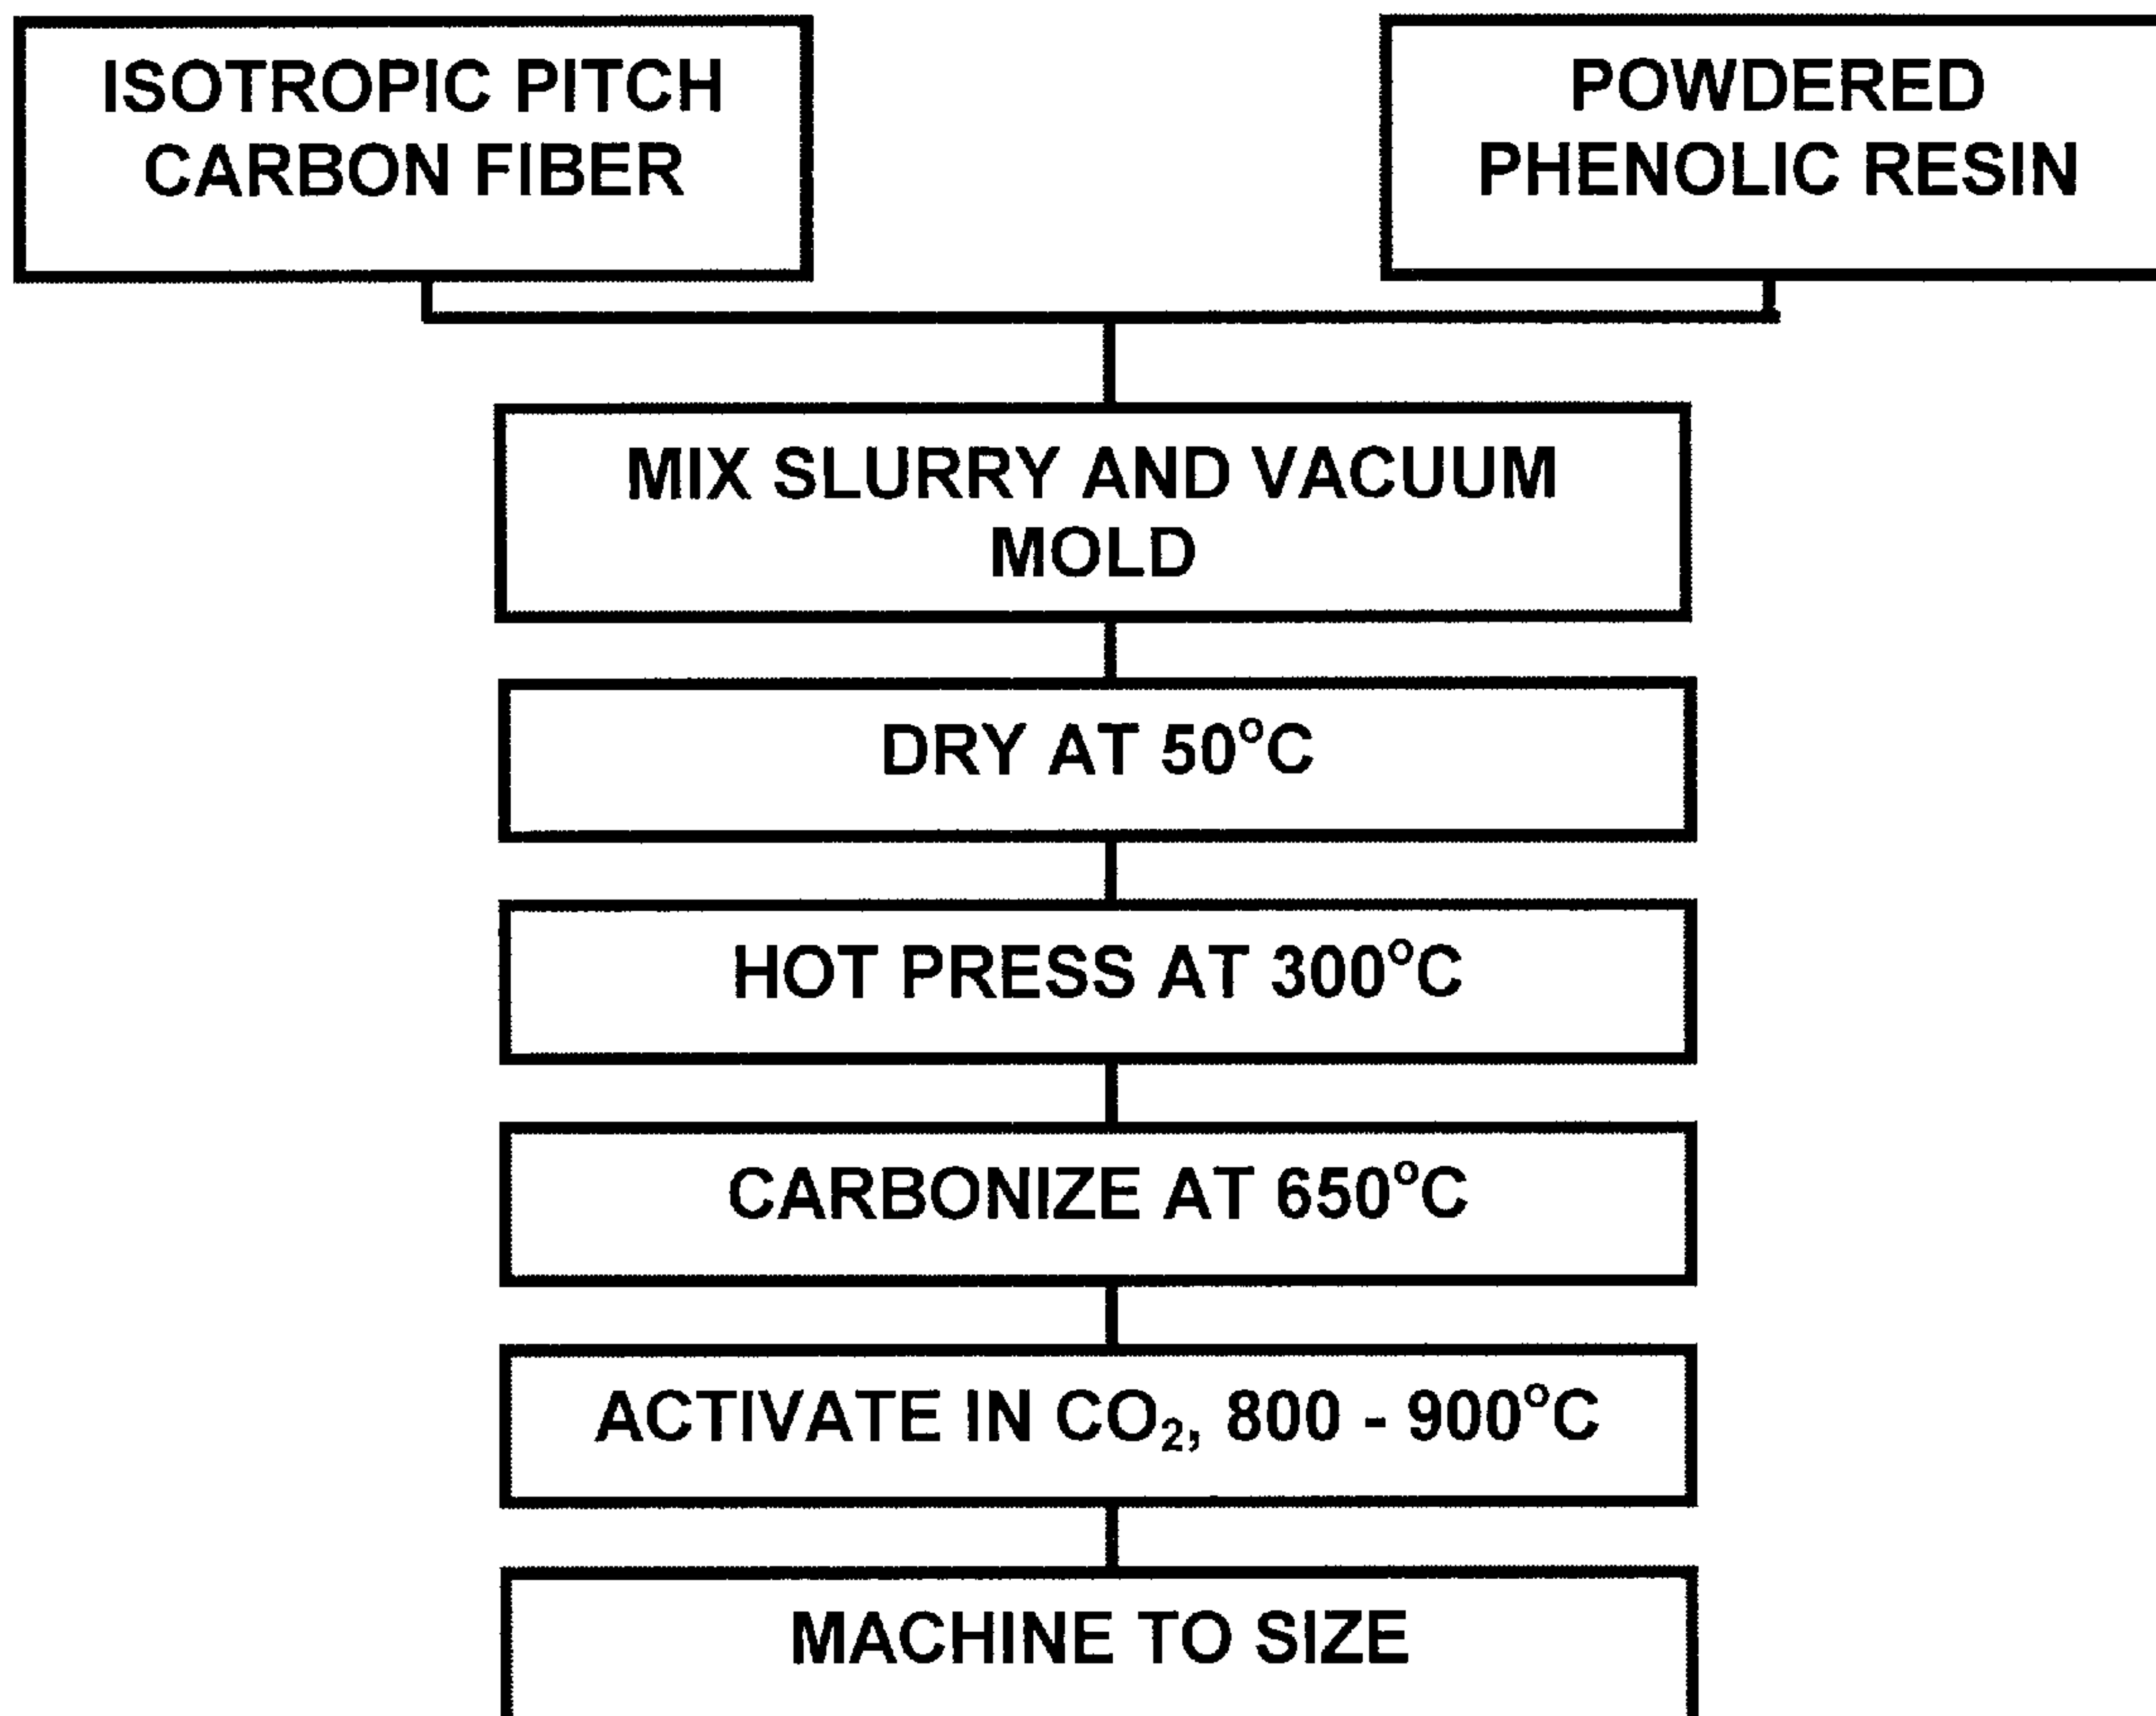 ISOTROPIC PITCH
CARBON FIBER
POWDERED
PHENOLIC RESIN
MIX SLURRY AND VACUUM
MOLD
DRY AT 50°C
HOT PRESS AT 300°C
CARBONIZE AT 650°C
ACTIVATE IN CO₂, 800 - 900°C
MACHINE TO SIZE